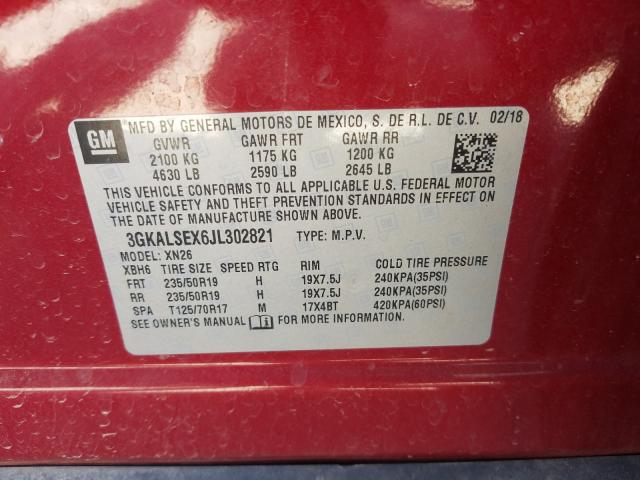 GM
MFD BY GENERAL MOTORS DE MEXICO, S. DE R.L. DE C.V. 02/18
GVWR GAWR FRT GAWR RR
2100 KG 1175 KG 1200 KG
4630 LB 2590 LB 2645 LB
THIS VEHICLE CONFORMS TO ALL APPLICABLE U.S. FEDERAL MOTOR
VEHICLE SAFETY AND THEFT PREVENTION STANDARDS IN EFFECT ON
THE DATE OF MANUFACTURE SHOWN ABOVE.
3GKALSEX6JL302821 TYPE: M.P.V.
MODEL: XN26
XBH6 TIRE SIZE SPEED RTG RIM COLD TIRE PRESSURE
FRT 235/50R19 H 19X7.5J 240KPA(35PSI)
RR 235/50R19 H 19X7.5J 240KPA(35PSI)
SPA T125/70R17 M 17X4BT 420KPA(60PSI)
SEE OWNER'S MANUAL FOR MORE INFORMATION.